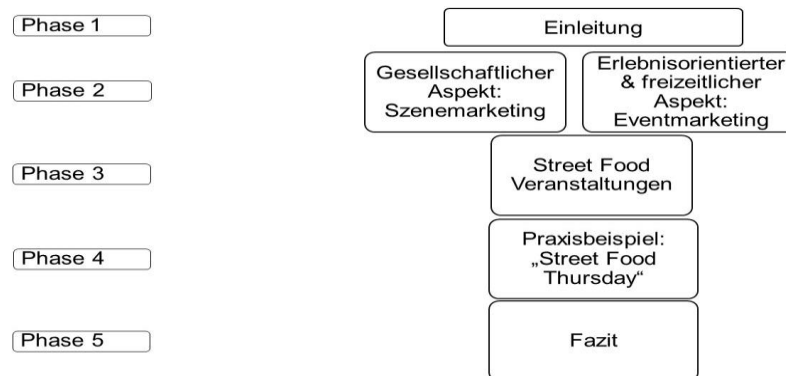 Phase 1
Einleitung
Phase 2
Gesellschaftlicher
Aspekt:
Szenemarketing
Erlebnisorientierter
& freizeitlicher
Aspekt:
Eventmarketing
Phase 3
Street Food
Veranstaltungen
Phase 4
Praxisbeispiel:
„Street Food
Thursday“
Phase 5
Fazit